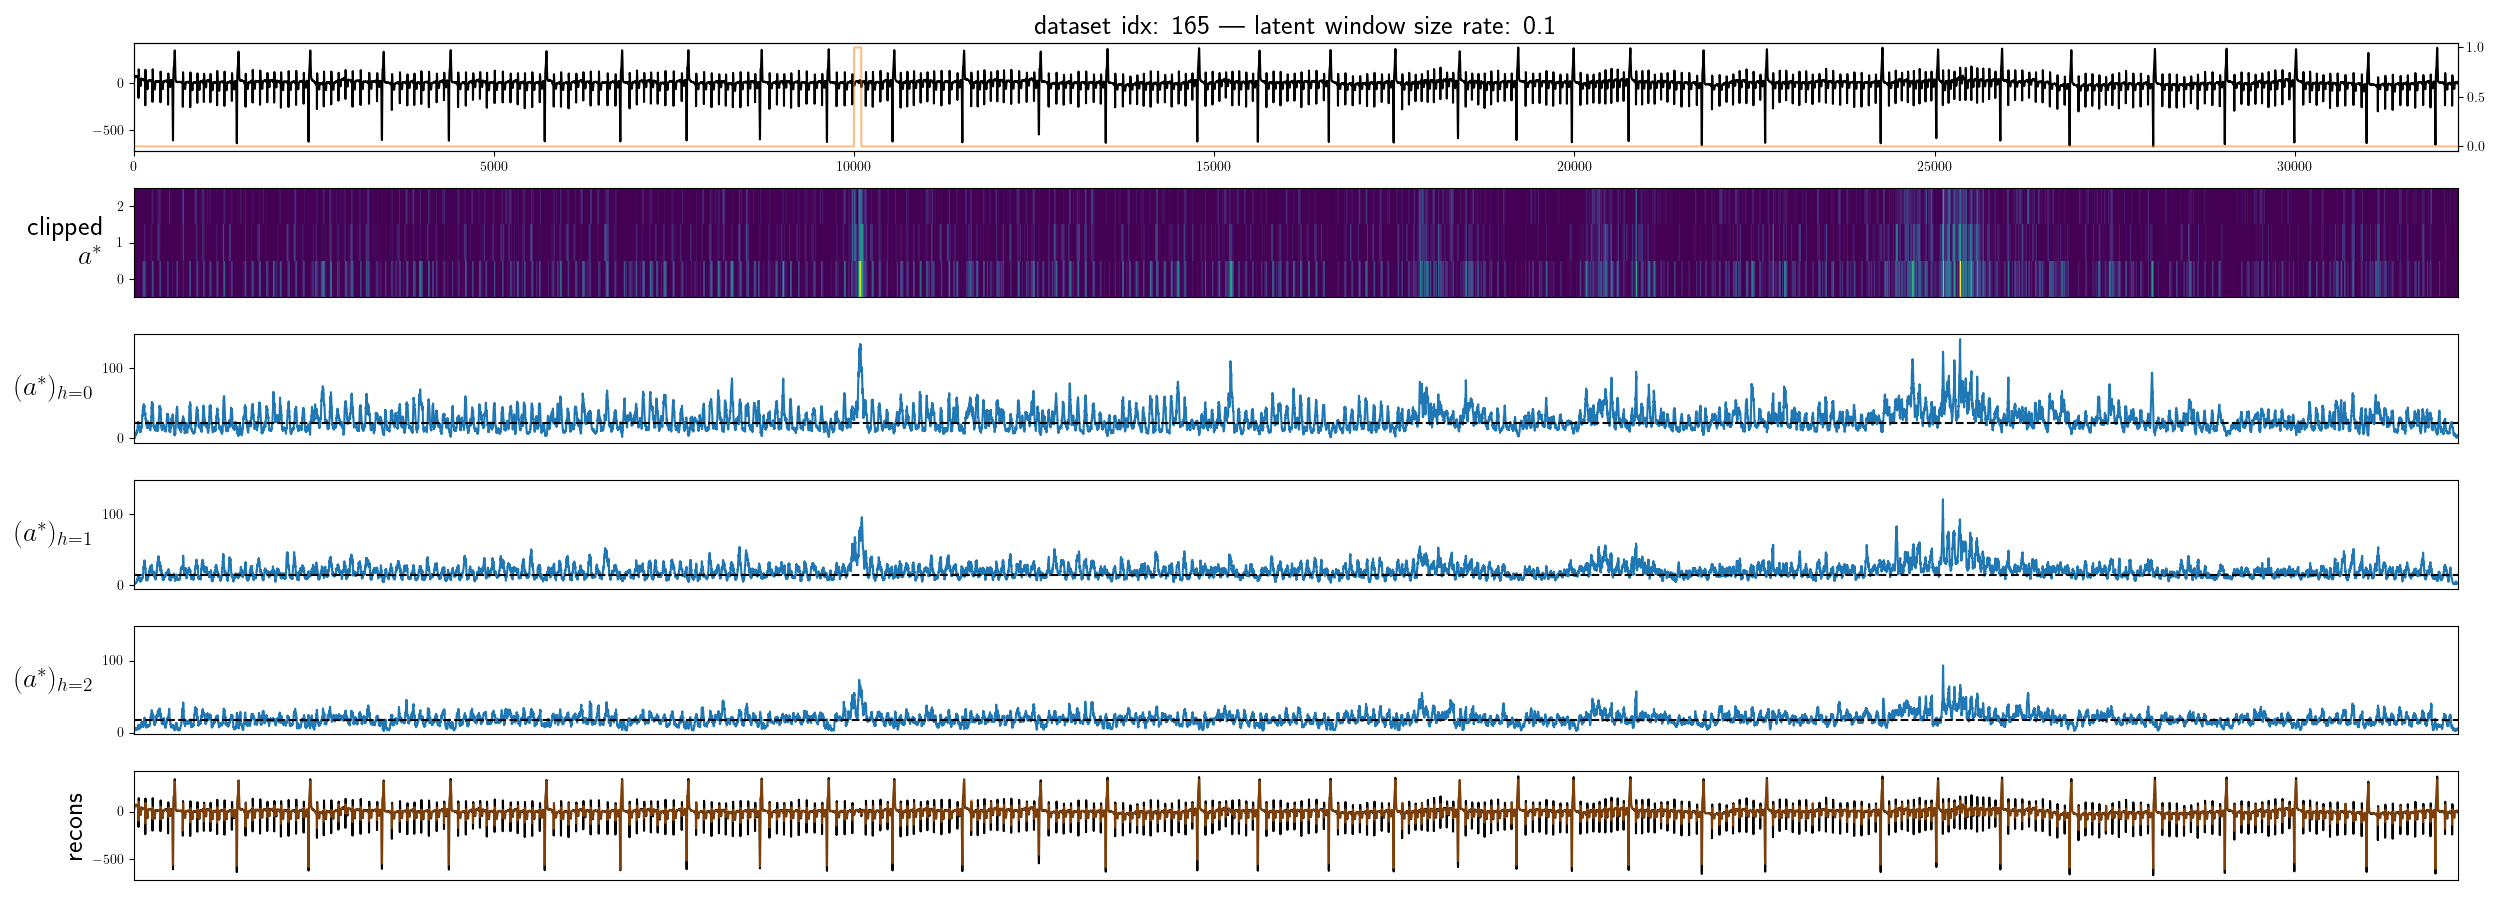 dataset idx: 165 — latent window size rate: 0.1
0
−500
1.0
0.5
0.0
0 5000 10000 15000 20000 25000 30000
clipped
a*
2
1
0
(a*)h=0
100
0
(a*)h=1
100
0
(a*)h=2
100
0
recons
0
−500